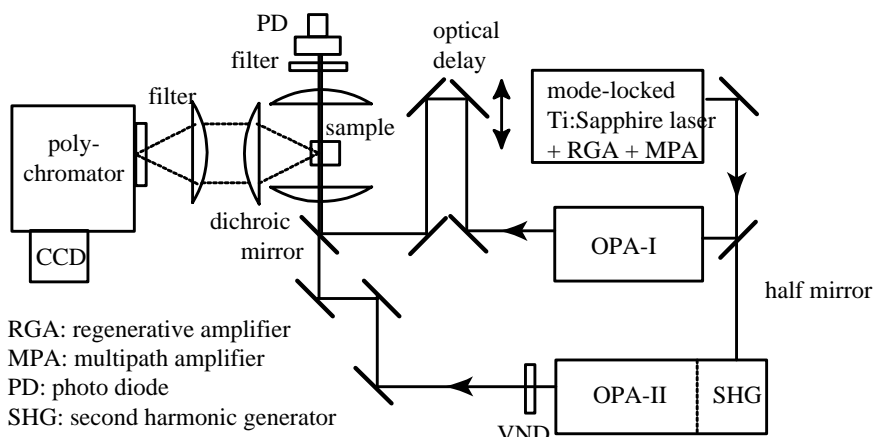 PD
filter
optical
delay
mode-locked
Ti:Sapphire laser
+ RGA + MPA
filter
sample
poly-
chromator
dichroic
mirror
CCD
OPA-I
half mirror
RGA: regenerative amplifier
MPA: multipath amplifier
PD: photo diode
SHG: second harmonic generator
OPA-II
SHG
VND